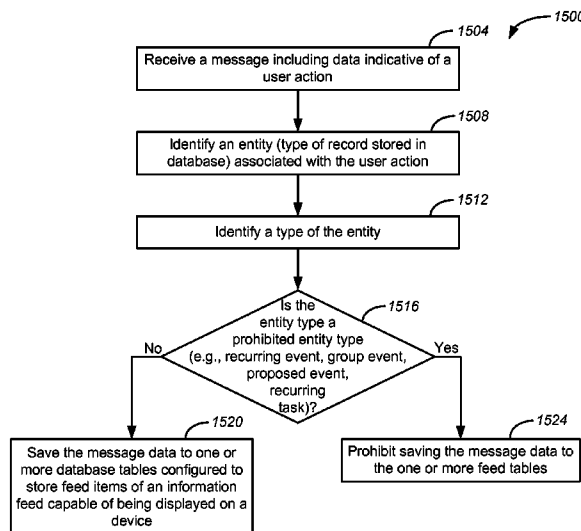 1500
1504
Receive a message including data indicative of a
user action
1508
Identify an entity (type of record stored in
database) associated with the user action
1512
Identify a type of the entity
1516
Is the
entity type a
prohibited entity type
(e.g., recurring event, group event,
proposed event,
recurring
task)?
No
Yes
1520
Save the message data to one or
more database tables configured to
store feed items of an information
feed capable of being displayed on a
device
1524
Prohibit saving the message data to
the one or more feed tables